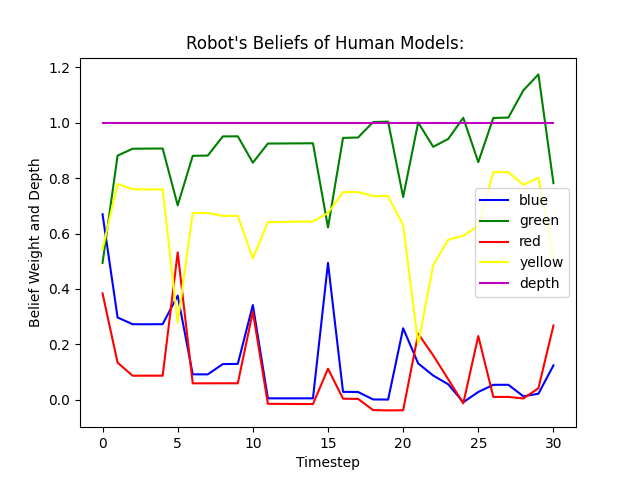 Robot's Beliefs of Human Models:
Belief Weight and Depth
1.2
1.0
0.8
0.6
0.4
0.2
0.0
blue
green
red
yellow
depth
0 5 10 15 20 25 30
Timestep